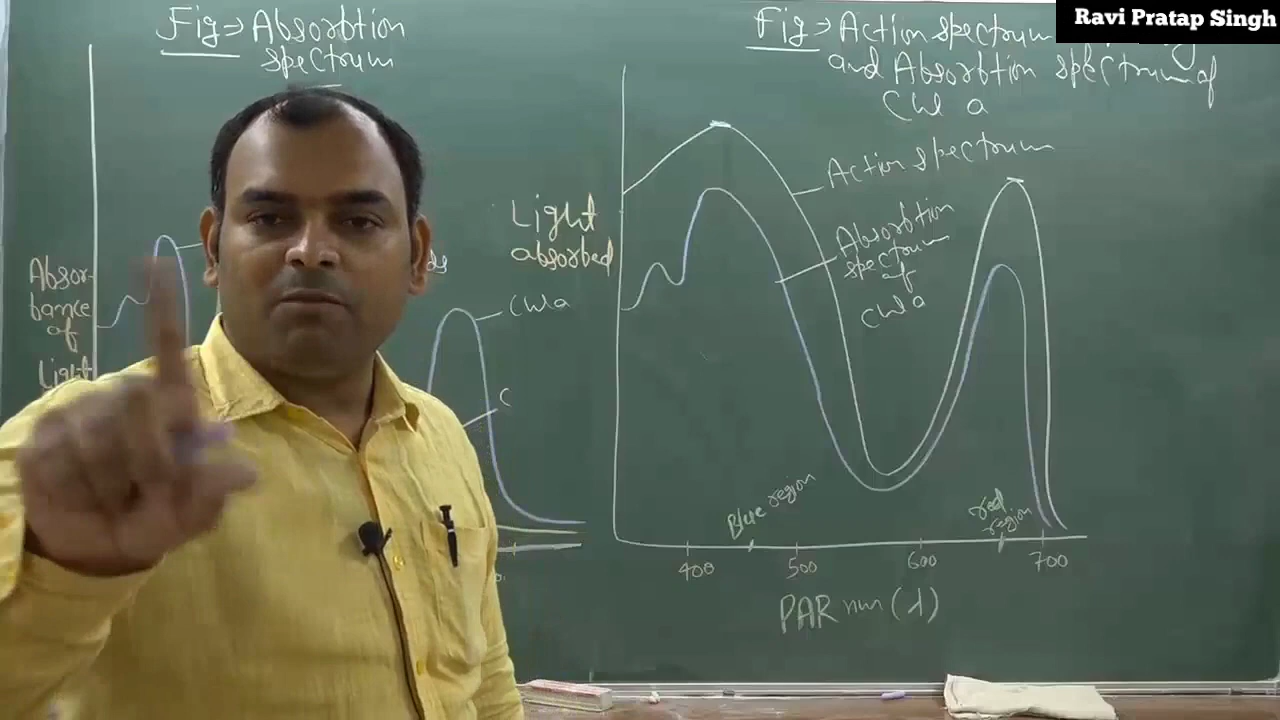 Ravi Pratap Singh
Fig → Absorbtion
spectrum
Absor-
bance
of
Light
ds
Chl a
C
Fig → Action spectrum
and Absorbtion spectrum of
Chl a
Light
absorbed
Action spectrum
Absorbtion
spectrum
of
Chl a
Blue region
red
region
400 500 600 700
PAR nm (λ)